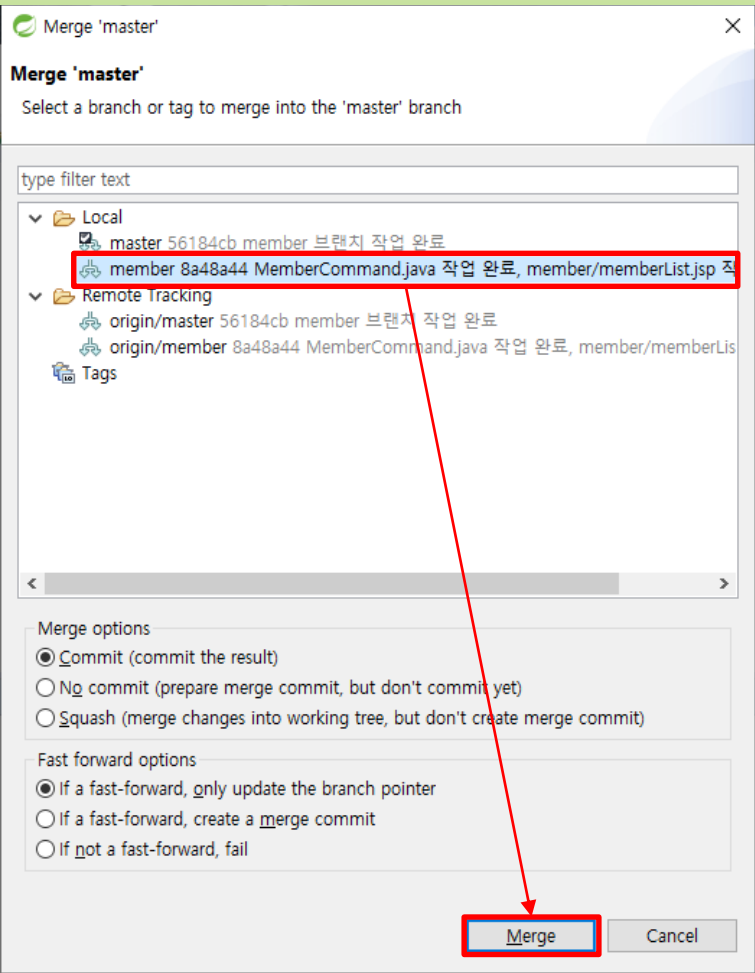 Merge 'master'
Merge 'master'
Select a branch or tag to merge into the 'master' branch
type filter text
Local
master 56184cb member 브랜치 작업 완료
member 8a48a44 MemberCommand.java 작업 완료, member/memberList.jsp 작
Remote Tracking
origin/master 56184cb member 브랜치 작업 완료
origin/member 8a48a44 MemberCommand.java 작업 완료, member/memberLis
Tags
Merge options
Commit (commit the result)
No commit (prepare merge commit, but don't commit yet)
Squash (merge changes into working tree, but don't create merge commit)
Fast forward options
If a fast-forward, only update the branch pointer
If a fast-forward, create a merge commit
If not a fast-forward, fail
Merge Cancel